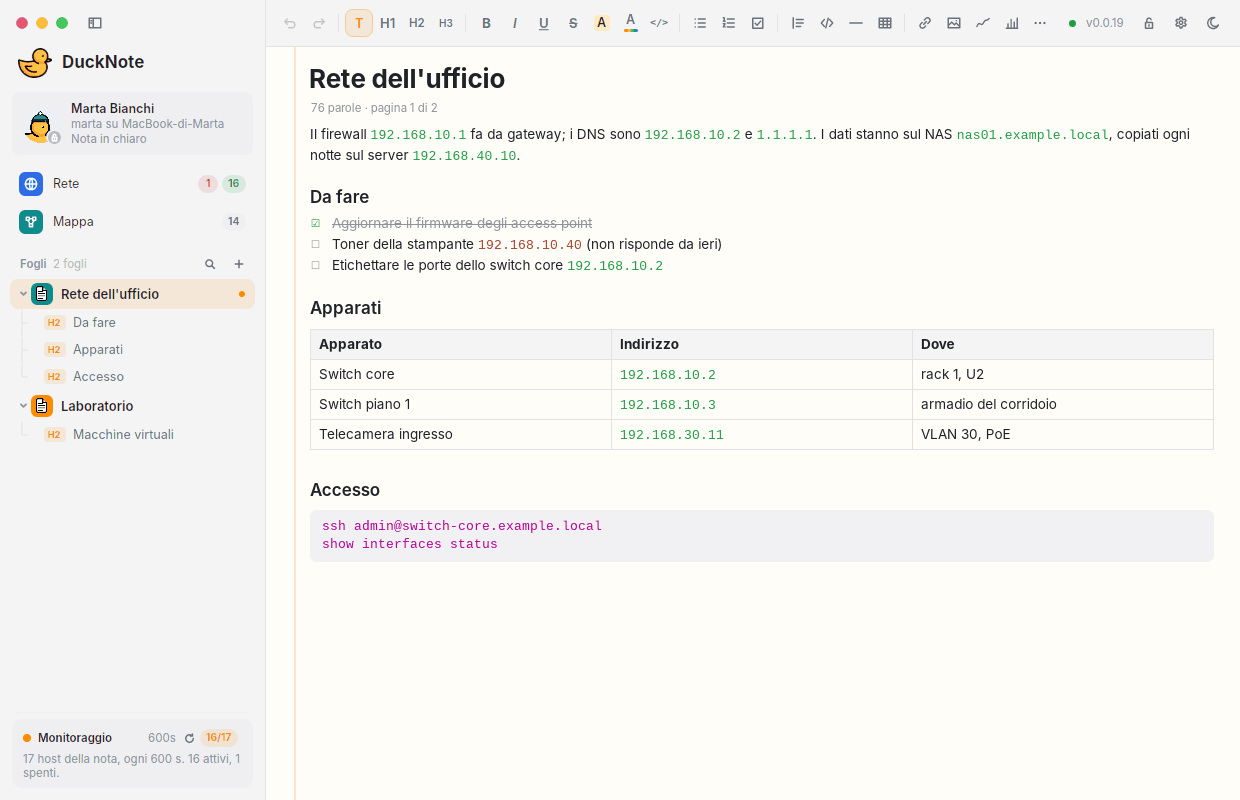 T H1 H2 H3 B I U S A A </> v0.0.19
DuckNote
Marta Bianchi
marta su MacBook-di-Marta
Nota in chiaro
Rete 1 16
Mappa 14
Fogli 2 fogli
Rete dell'ufficio
H2 Da fare
H2 Apparati
H2 Accesso
Laboratorio
H2 Macchine virtuali
Monitoraggio 600s 16/17
17 host della nota, ogni 600 s. 16 attivi, 1
spenti.
Rete dell'ufficio
76 parole · pagina 1 di 2
Il firewall 192.168.10.1 fa da gateway; i DNS sono 192.168.10.2 e 1.1.1.1. I dati stanno sul NAS nas01.example.local, copiati ogni
notte sul server 192.168.40.10.
Da fare
Aggiornare il firmware degli access point
Toner della stampante 192.168.10.40 (non risponde da ieri)
Etichettare le porte dello switch core 192.168.10.2
Apparati
Apparato Indirizzo Dove
Switch core 192.168.10.2 rack 1, U2
Switch piano 1 192.168.10.3 armadio del corridoio
Telecamera ingresso 192.168.30.11 VLAN 30, PoE
Accesso
ssh admin@switch-core.example.local
show interfaces status